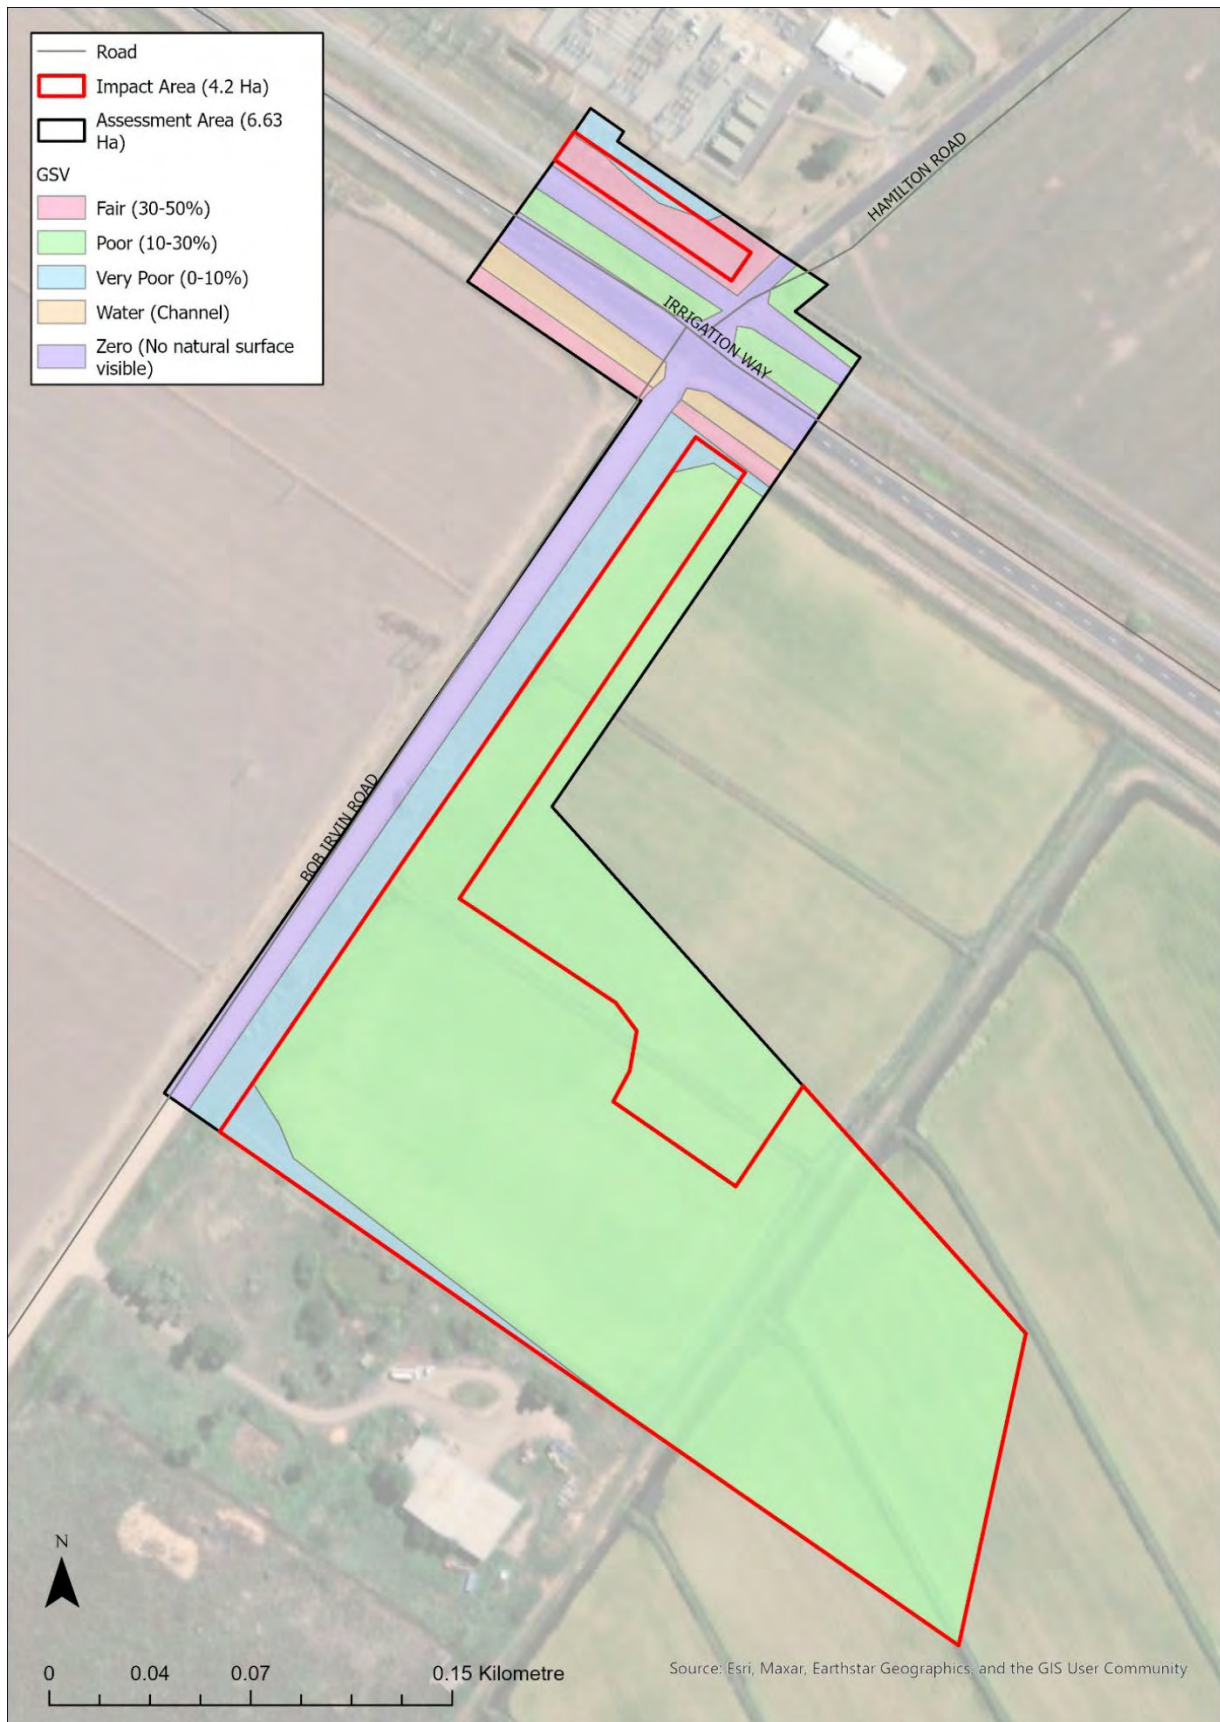 Road
Impact Area (4.2 Ha)
Assessment Area (6.63
Ha)
GSV
Fair (30-50%)
Poor (10-30%)
Very Poor (0-10%)
Water (Channel)
Zero (No natural surface
visible)
HAMILTON ROAD
IRRIGATION WAY
BOB IRVIN ROAD
N
0 0.04 0.07 0.15 Kilometre
Source: Esri, Maxar, Earthstar Geographics, and the GIS User Community